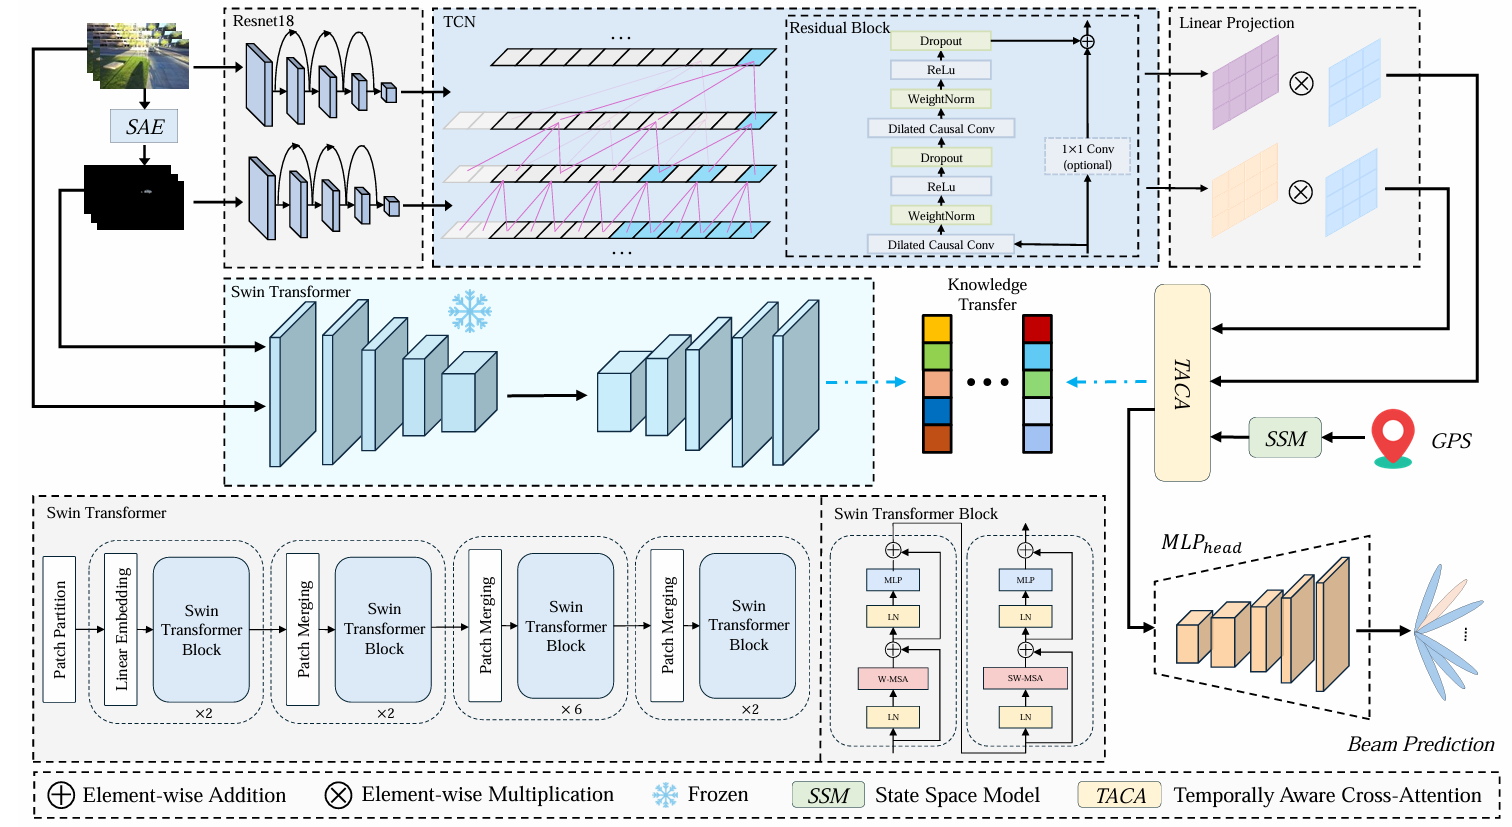 Resnet18
TCN
...
Residual Block
Dropout
ReLu
WeightNorm
Dilated Causal Conv
Dropout
ReLu
WeightNorm
Dilated Causal Conv
1×1 Conv
(optional)
...
Linear Projection
SAE
Swin Transformer
Knowledge
Transfer
TACA
SSM
GPS
Swin Transformer
Patch Partition
Linear Embedding
Swin
Transformer
Block
×2
Patch Merging
Swin
Transformer
Block
×2
Patch Merging
Swin
Transformer
Block
× 6
Patch Merging
Swin
Transformer
Block
×2
Swin Transformer Block
MLP
LN
W-MSA
LN
MLP
LN
SW-MSA
LN
MLP_head
Beam Prediction
Element-wise Addition
Element-wise Multiplication
Frozen
SSM
State Space Model
TACA
Temporally Aware Cross-Attention